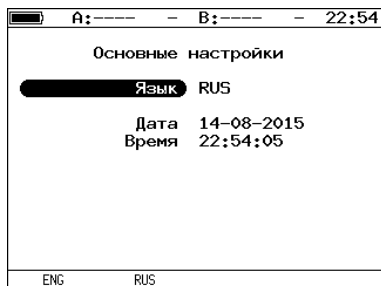 A:---- - B:---- - 22:54
Основные настройки
Язык RUS
Дата 14-08-2015
Время 22:54:05
ENG RUS